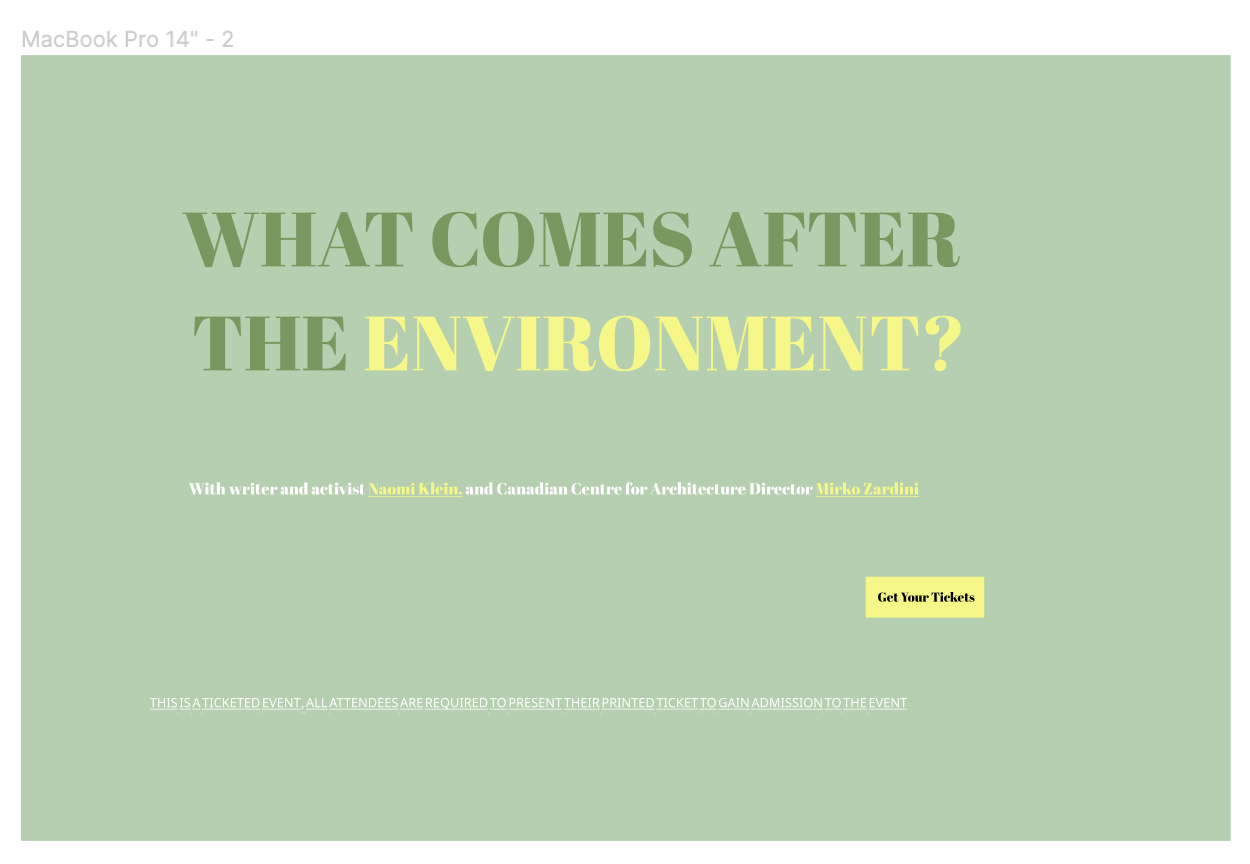 MacBook Pro 14" - 2
WHAT COMES AFTER
THE ENVIRONMENT?
With writer and activist Naomi Klein, and Canadian Centre for Architecture Director Mirko Zardini
Get Your Tickets
THIS IS A TICKETED EVENT, ALL ATTENDEES ARE REQUIRED TO PRESENT THEIR PRINTED TICKET TO GAIN ADMISSION TO THE EVENT